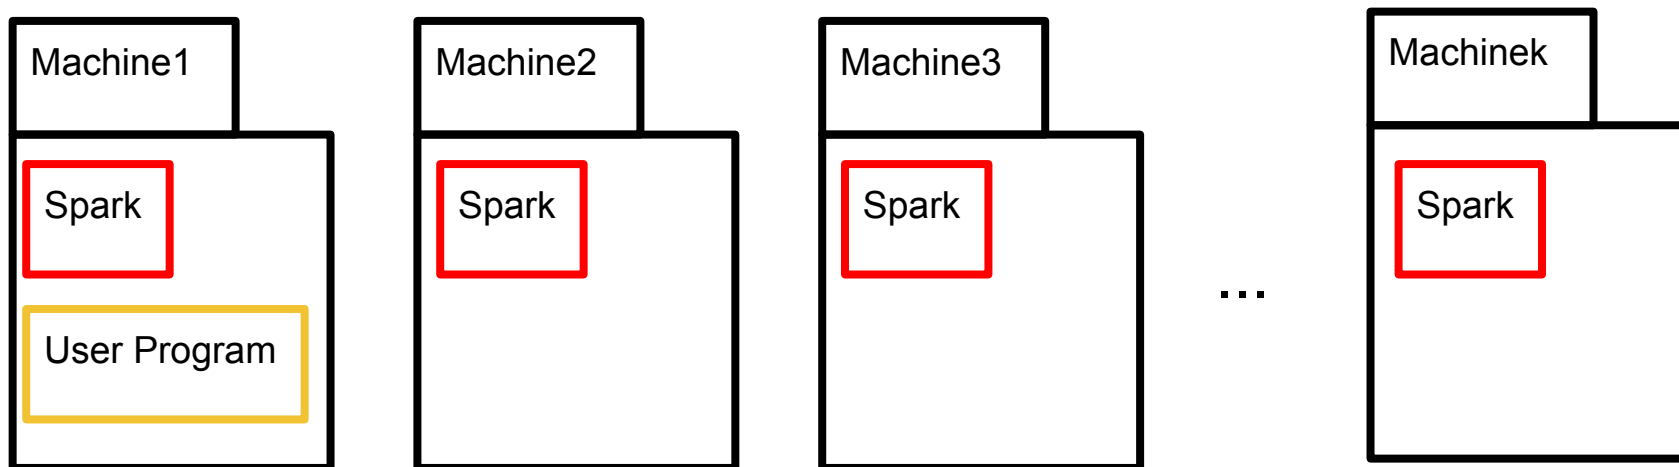 Machine1
Machine2
Machine3
Machinek
Spark
Spark
Spark
Spark
...
User Program